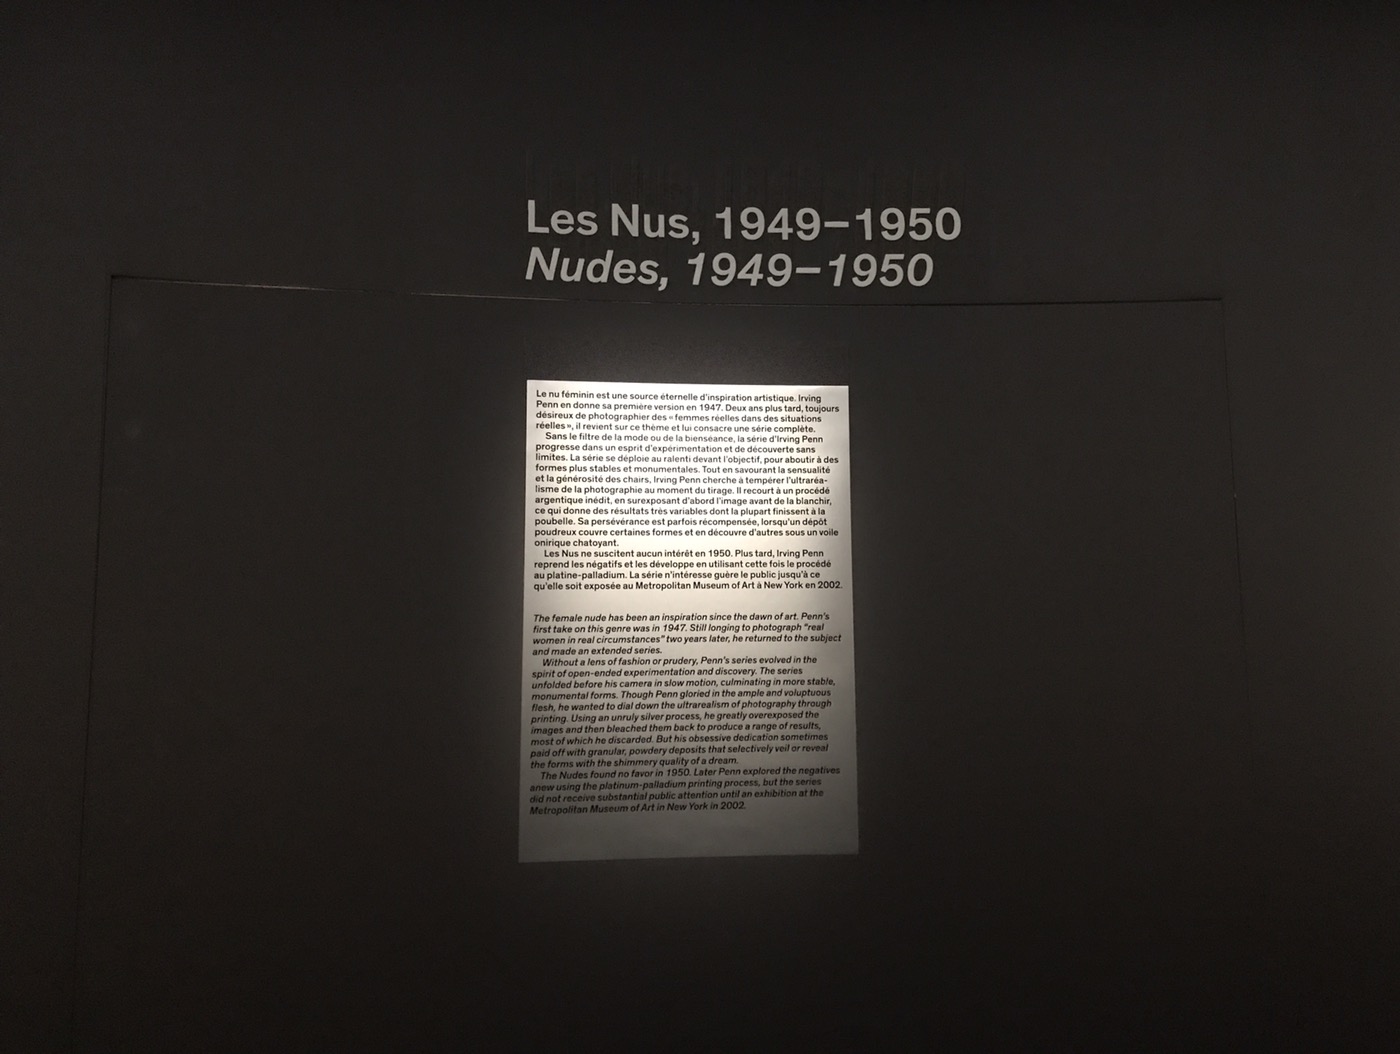 Les Nus, 1949–1950
Nudes, 1949–1950
Le nu féminin est une source éternelle d'inspiration artistique. Irving
Penn en donne sa première version en 1947. Deux ans plus tard, toujours
désireux de photographier des « femmes réelles dans des situations
réelles », il revient sur ce thème et lui consacre une série complète.
Sans le filtre de la mode ou de la bienséance, la série d'Irving Penn
progresse dans un esprit d'expérimentation et de découverte sans
limites. La série se déploie au ralenti devant l'objectif, pour aboutir à des
formes plus stables et monumentales. Tout en savourant la sensualité
et la générosité des chairs, Irving Penn cherche à tempérer l'ultraréa-
lisme de la photographie au moment du tirage. Il recourt à un procédé
argentique inédit, en surexposant d'abord l'image avant de la blanchir,
ce qui donne des résultats très variables dont la plupart finissent à la
poubelle. Sa persévérance est parfois récompensée, lorsqu'un dépôt
poudreux couvre certaines formes et en découvre d'autres sous un voile
onirique chatoyant.
Les Nus ne suscitent aucun intérêt en 1950. Plus tard, Irving Penn
reprend les négatifs et les développe en utilisant cette fois le procédé
au platine-palladium. La série n'intéresse guère le public jusqu'à ce
qu'elle soit exposée au Metropolitan Museum of Art à New York en 2002.
The female nude has been an inspiration since the dawn of art. Penn's
first take on this genre was in 1947. Still longing to photograph "real
women in real circumstances" two years later, he returned to the subject
and made an extended series.
Without a lens of fashion or prudery, Penn's series evolved in the
spirit of open-ended experimentation and discovery. The series
unfolded before his camera in slow motion, culminating in more stable,
monumental forms. Though Penn gloried in the ample and voluptuous
flesh, he wanted to dial down the ultrarealism of photography through
printing. Using an unruly silver process, he greatly overexposed the
images and then bleached them back to produce a range of results,
most of which he discarded. But his obsessive dedication sometimes
paid off with granular, powdery deposits that selectively veil or reveal
the forms with the shimmery quality of a dream.
The Nudes found no favor in 1950. Later Penn explored the negatives
anew using the platinum-palladium printing process, but the series
did not receive substantial public attention until an exhibition at the
Metropolitan Museum of Art in New York in 2002.